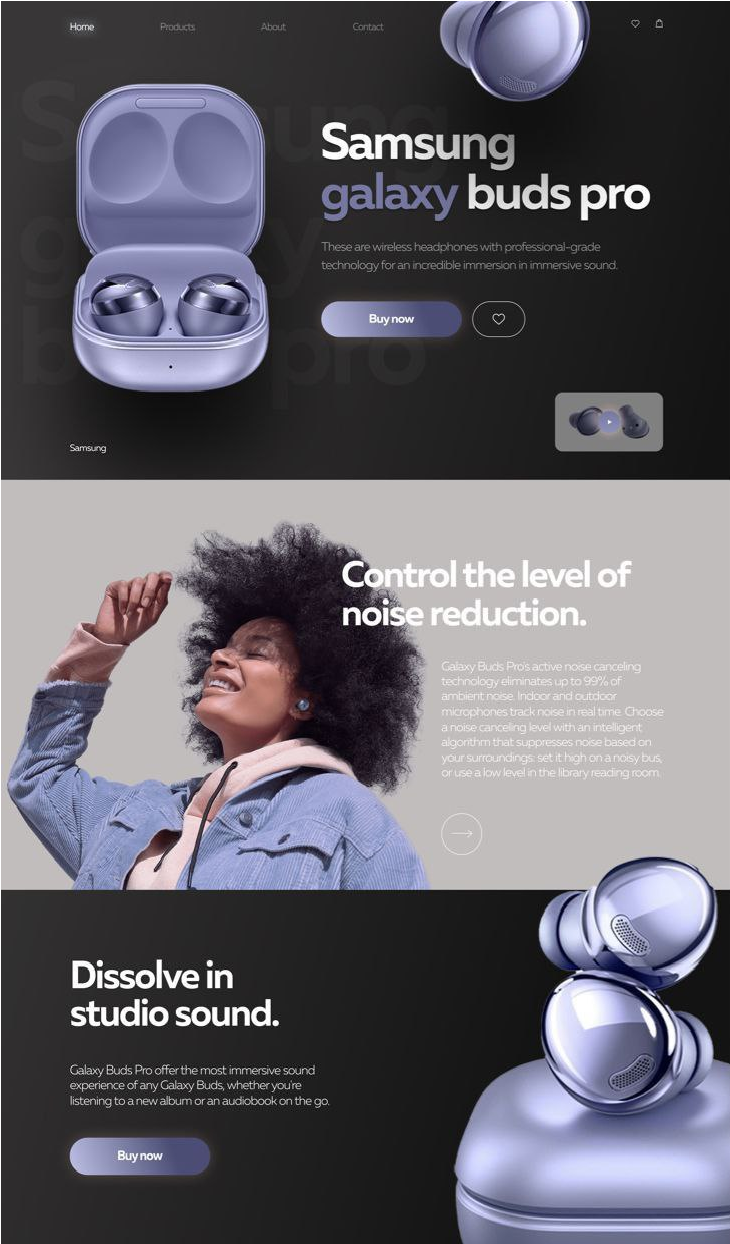 Home
Products
About
Contact
Samsung
galaxy
buds pro
Samsung
galaxy buds pro
These are wireless headphones with professional-grade
technology for an incredible immersion in immersive sound.
Buy now
Samsung
Control the level of
noise reduction.
Galaxy Buds Pro's active noise canceling
technology eliminates up to 99% of
ambient noise. Indoor and outdoor
microphones track noise in real time. Choose
a noise canceling level with an intelligent
algorithm that suppresses noise based on
your surroundings: set it high on a noisy bus,
or use a low level in the library reading room.
Dissolve in
studio sound.
Galaxy Buds Pro offer the most immersive sound
experience of any Galaxy Buds, whether you're
listening to a new album or an audiobook on the go.
Buy now